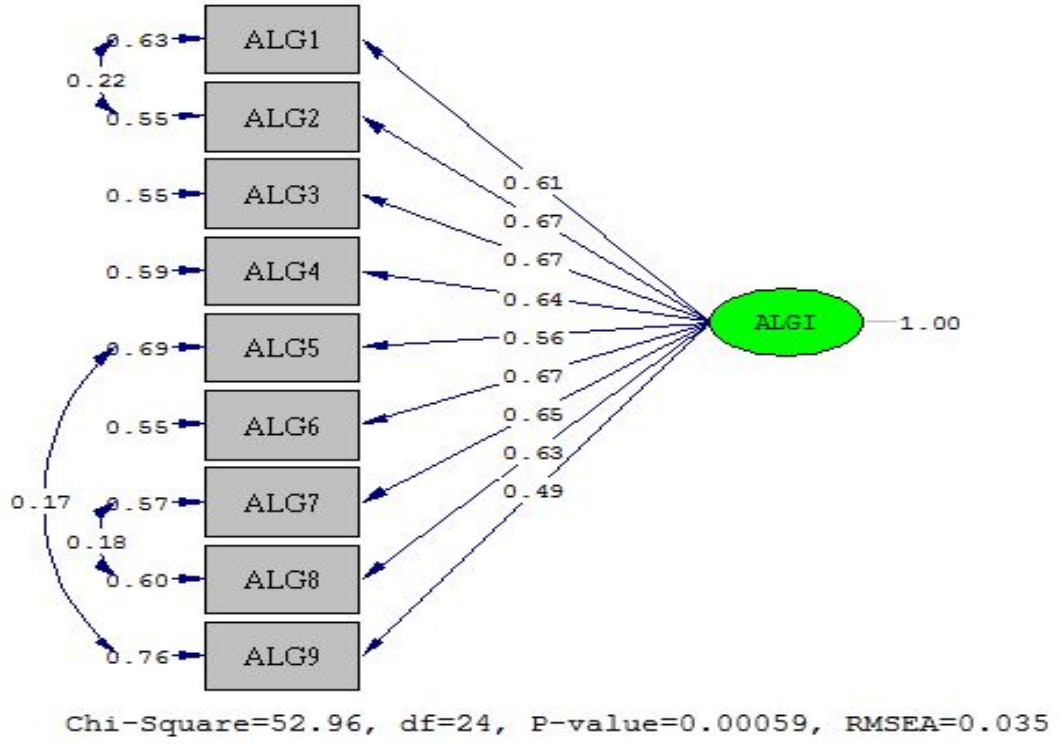 0.63 ALG1
0.22
0.55 ALG2
0.55 ALG3
0.61
0.67
0.67
0.59 ALG4
0.64
ALGI 1.00
0.69 ALG5
0.56
0.67
0.55 ALG6
0.65
0.63
0.49
0.17
0.57 ALG7
0.18
0.60 ALG8
0.76 ALG9
Chi-Square=52.96, df=24, P-value=0.00059, RMSEA=0.035